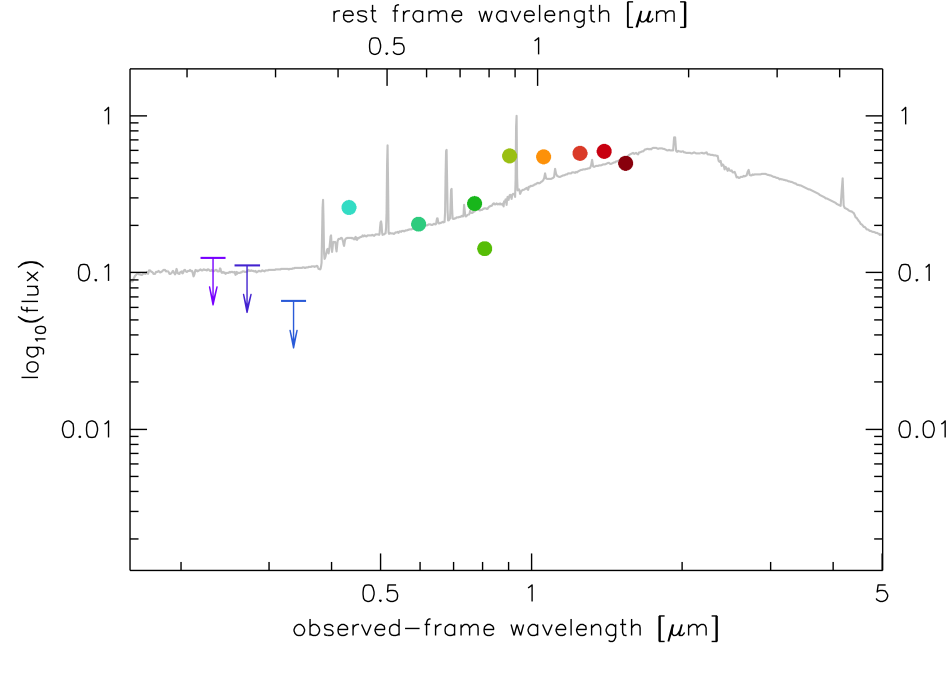 rest frame wavelength [μm]
0.5 1
1 1
0.1 0.1
0.01 0.01
log10(flux)
0.5 1 5
observed-frame wavelength [μm]